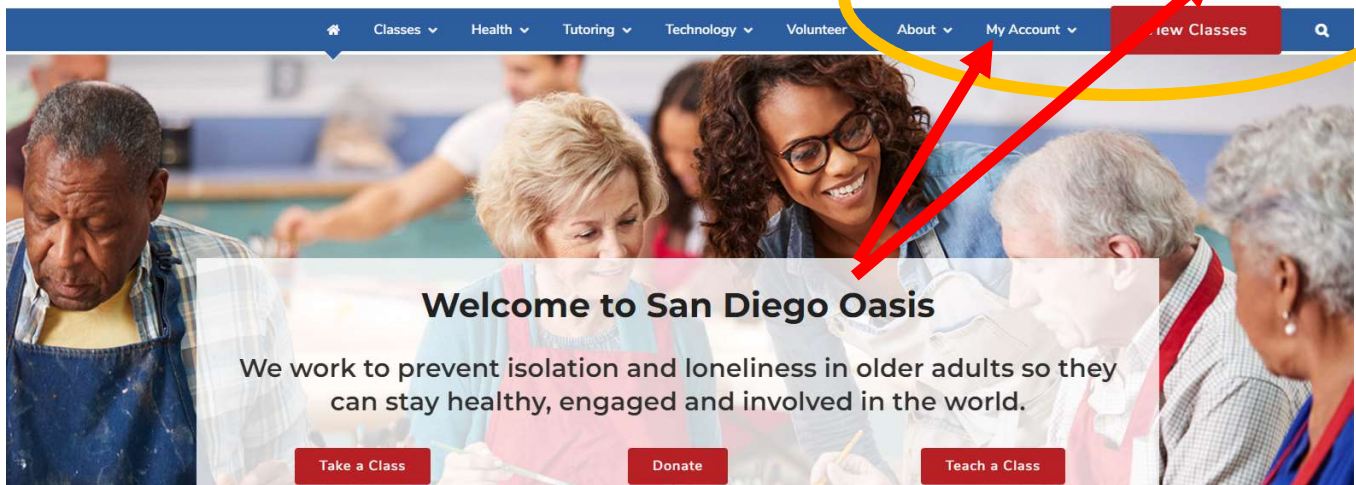 Classes Health Tutoring Technology Volunteer About My Account View Classes
Welcome to San Diego Oasis
We work to prevent isolation and loneliness in older adults so they
can stay healthy, engaged and involved in the world.
Take a Class Donate Teach a Class